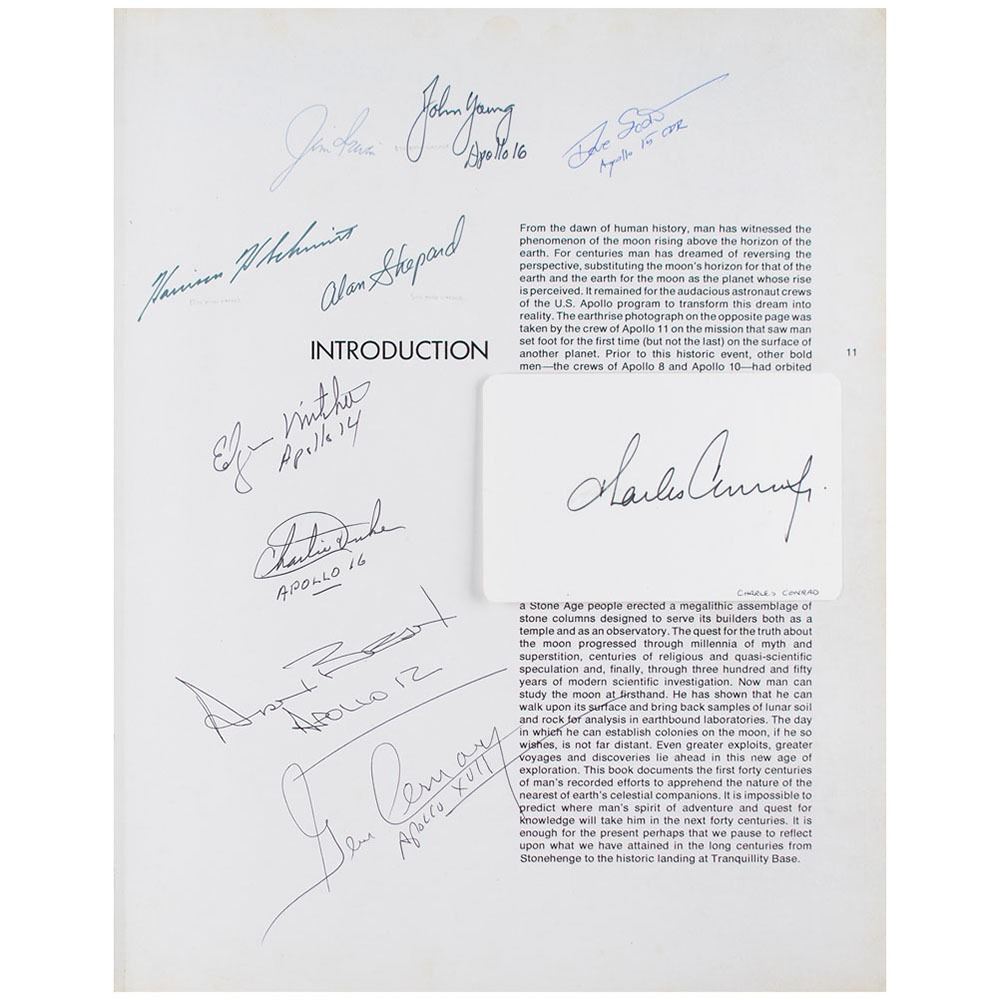 Jim Irwin
John Young
Apollo 16
Dave Scott
Apollo 15 CDR
Harrison H Schmitt
Alan Shepard
INTRODUCTION
Edgar Mitchell
Apollo 14
Charlie Duke
APOLLO 16
APOLLO 12
Gene Cernan
APOLLO XVII
From the dawn of human history, man has witnessed the
phenomenon of the moon rising above the horizon of the
earth. For centuries man has dreamed of reversing the
perspective, substituting the moon's horizon for that of the
earth and the earth for the moon as the planet whose rise
is perceived. It remained for the audacious astronaut crews
of the U.S. Apollo program to transform this dream into
reality. The earthrise photograph on the opposite page was
taken by the crew of Apollo 11 on the mission that saw man
set foot for the first time (but not the last) on the surface of
another planet. Prior to this historic event, other bold
men—the crews of Apollo 8 and Apollo 10—had orbited
11
Charles Conrad Jr.
CHARLES CONRAD
a Stone Age people erected a megalithic assemblage of
stone columns designed to serve its builders both as a
temple and as an observatory. The quest for the truth about
the moon progressed through millennia of myth and
superstition, centuries of religious and quasi-scientific
speculation and, finally, through three hundred and fifty
years of modern scientific investigation. Now man can
study the moon at firsthand. He has shown that he can
walk upon its surface and bring back samples of lunar soil
and rock for analysis in earthbound laboratories. The day
in which he can establish colonies on the moon, if he so
wishes, is not far distant. Even greater exploits, greater
voyages and discoveries lie ahead in this new age of
exploration. This book documents the first forty centuries
of man's recorded efforts to apprehend the nature of the
nearest of earth's celestial companions. It is impossible to
predict where man's spirit of adventure and quest for
knowledge will take him in the next forty centuries. It is
enough for the present perhaps that we pause to reflect
upon what we have attained in the long centuries from
Stonehenge to the historic landing at Tranquillity Base.